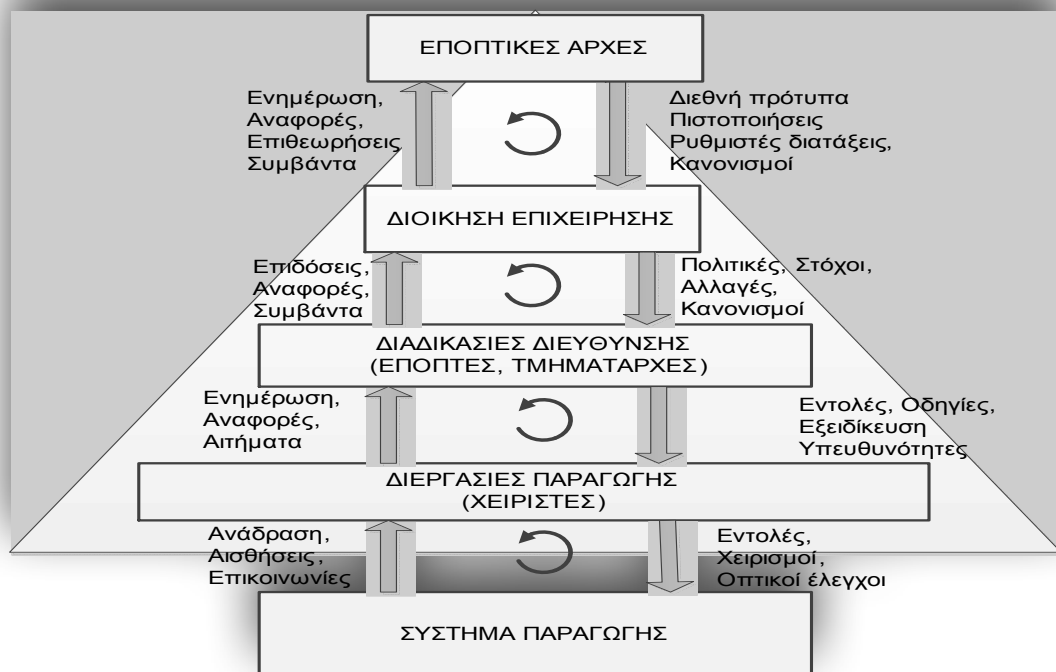 ΕΠΟΠΤΙΚΕΣ ΑΡΧΕΣ
Ενημέρωση,
Αναφορές,
Επιθεωρήσεις
Συμβάντα
Διεθνή πρότυπα
Πιστοποιήσεις
Ρυθμιστές διατάξεις,
Κανονισμοί
ΔΙΟΙΚΗΣΗ ΕΠΙΧΕΙΡΗΣΗΣ
Επιδόσεις,
Αναφορές,
Συμβάντα
Πολιτικές, Στόχοι,
Αλλαγές,
Κανονισμοί
ΔΙΑΔΙΚΑΣΙΕΣ ΔΙΕΥΘΥΝΣΗΣ
(ΕΠΟΠΤΕΣ, ΤΜΗΜΑΤΑΡΧΕΣ)
Ενημέρωση,
Αναφορές,
Αιτήματα
Εντολές, Οδηγίες,
Εξειδίκευση
Υπευθυνότητες
ΔΙΕΡΓΑΣΙΕΣ ΠΑΡΑΓΩΓΗΣ
(ΧΕΙΡΙΣΤΕΣ)
Ανάδραση,
Αισθήσεις,
Επικοινωνίες
Εντολές,
Χειρισμοί,
Οπτικοί έλεγχοι
ΣΥΣΤΗΜΑ ΠΑΡΑΓΩΓΗΣ